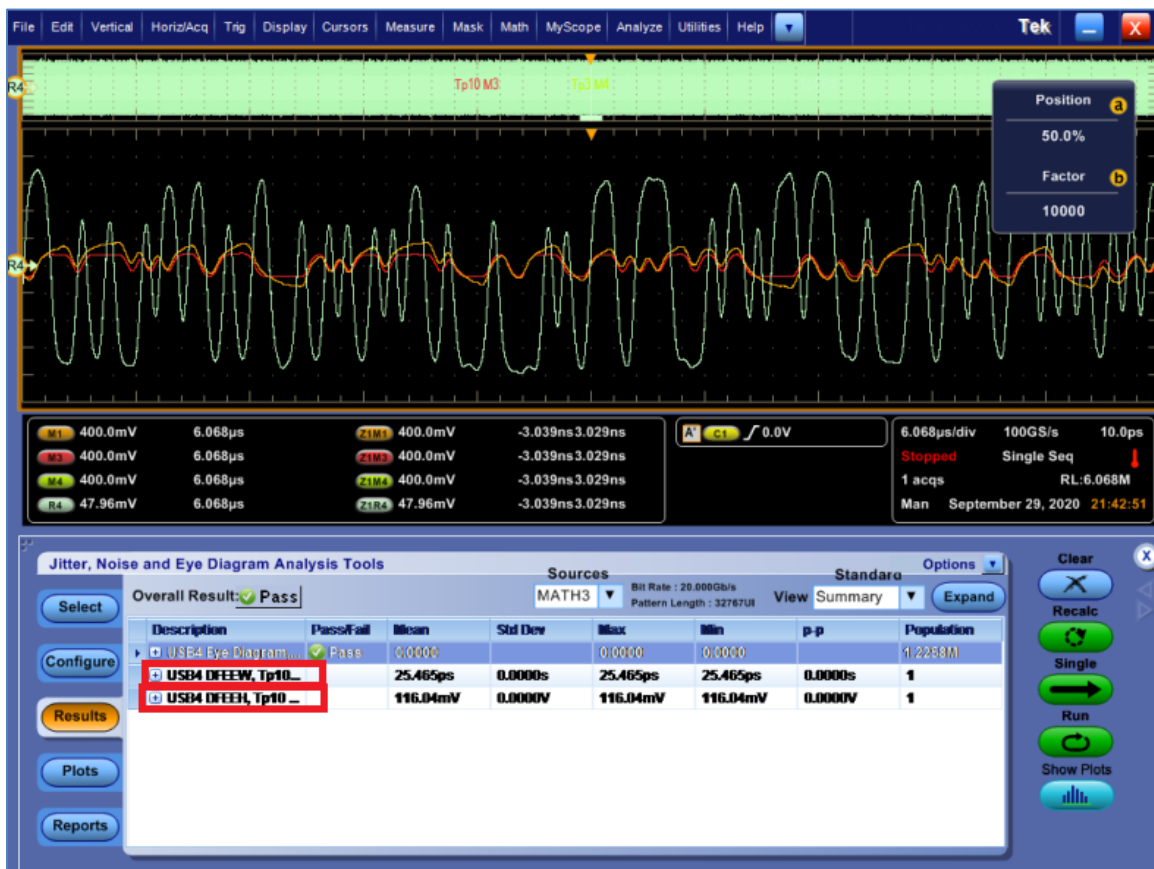 File Edit Vertical Horiz/Acq Trig Display Cursors Measure Mask Math MyScope Analyze Utilities Help Tek X
R4
Tp10 M3 Tp3 M4
Position a
50.0%
Factor b
10000
R4
M1 400.0mV 6.068µs Z1M1 400.0mV -3.039ns3.029ns A' C1 0.0V 6.068µs/div 100GS/s 10.0ps
M3 400.0mV 6.068µs Z1M3 400.0mV -3.039ns3.029ns Stopped Single Seq
M4 400.0mV 6.068µs Z1M4 400.0mV -3.039ns3.029ns 1 acqs RL:6.068M
R4 47.96mV 6.068µs Z1R4 47.96mV -3.039ns3.029ns Man September 29, 2020 21:42:51
Jitter, Noise and Eye Diagram Analysis Tools Options
Overall Result: Pass Sources MATH3 Bit Rate : 20.000Gb/s Pattern Length : 32767UI Standard View Summary Expand
Description Pass/Fail Mean Std Dev Max Min p-p Population
USB4 Eye Diagram,... Pass 0.0000 0.0000 0.0000 1.2258M
USB4 DFEEW, Tp10... 25.465ps 0.0000s 25.465ps 25.465ps 0.0000s 1
USB4 DFEEH, Tp10 ... 116.04mV 0.0000V 116.04mV 116.04mV 0.0000V 1
Select
Configure
Results
Plots
Reports
Clear
Recalc
Single
Run
Show Plots